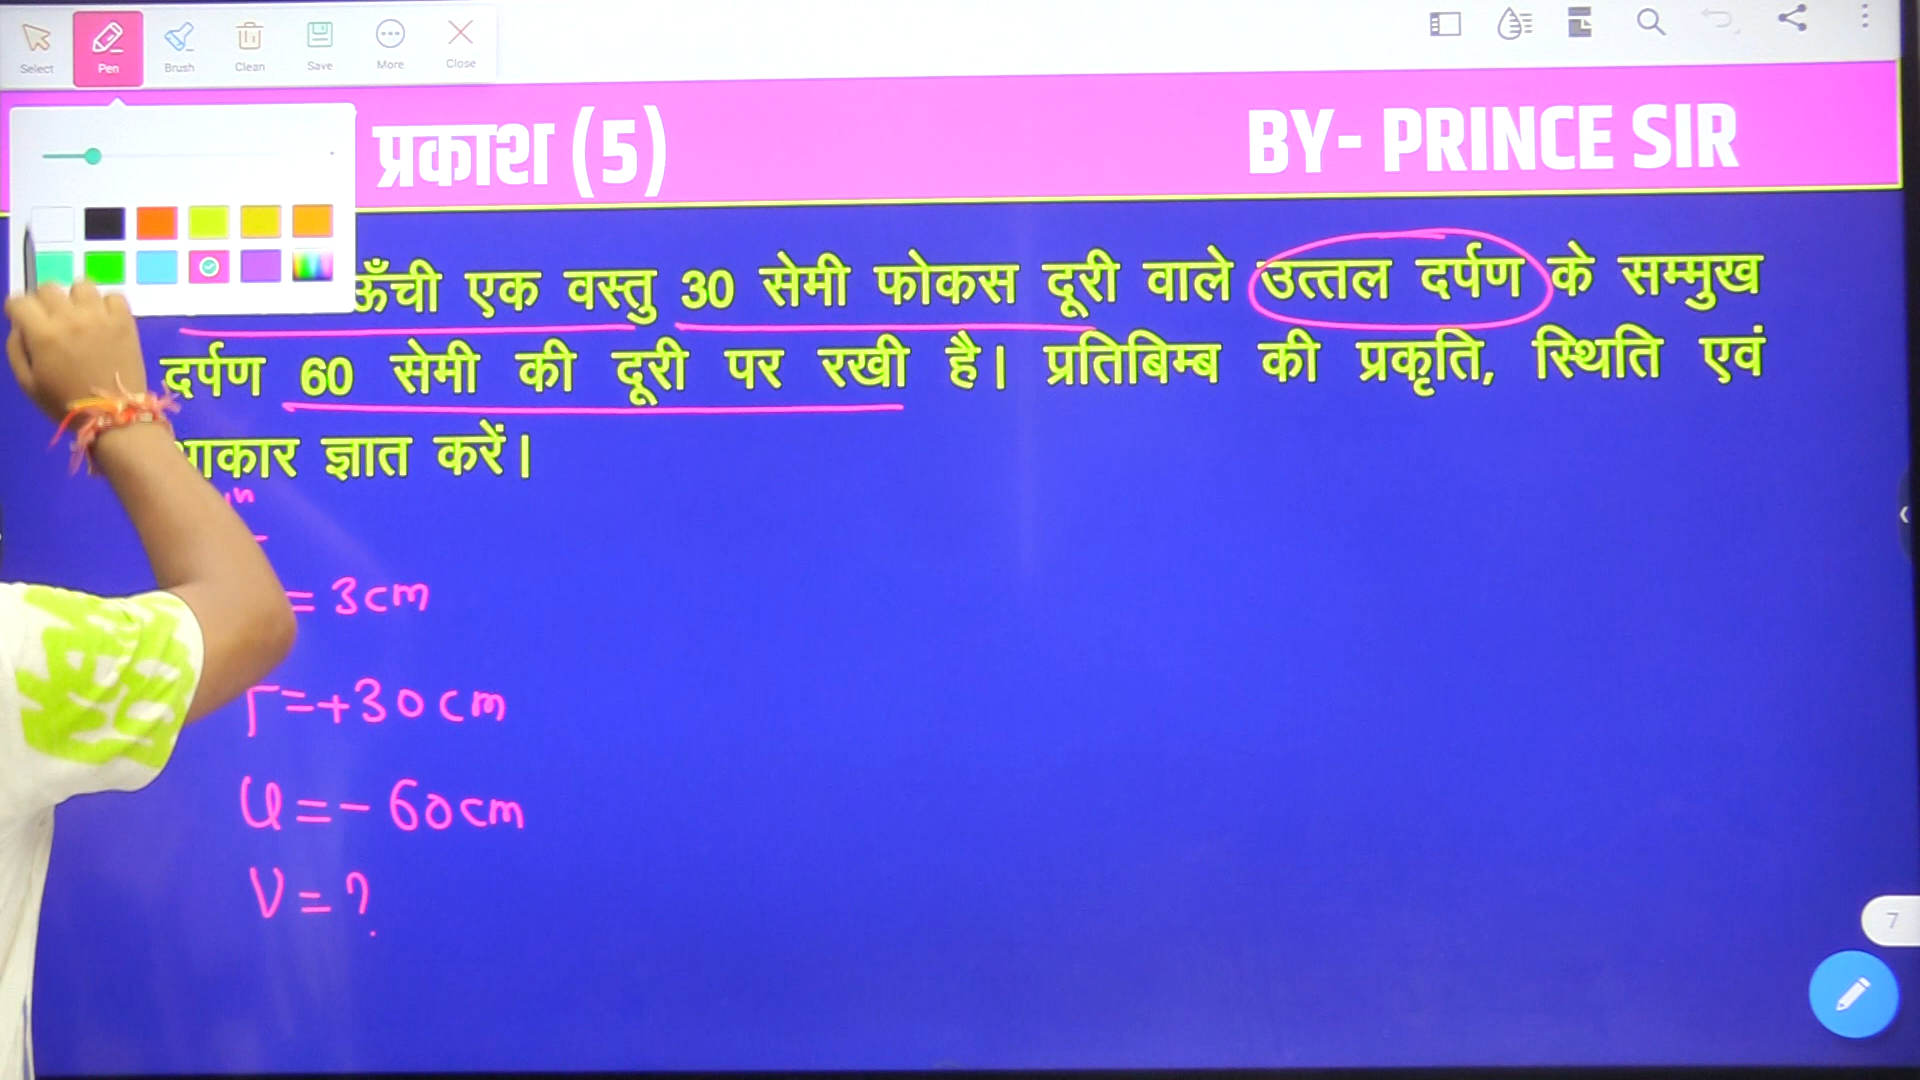 Select Pen Brush Clean Save More Close
प्रकाश (5) BY- PRINCE SIR
ऊँची एक वस्तु 30 सेमी फोकस दूरी वाले उत्तल दर्पण के सम्मुख
दर्पण 60 सेमी की दूरी पर रखी है। प्रतिबिम्ब की प्रकृति, स्थिति एवं
ज्ञात करें।
= 3cm
=+30cm
u=-60cm
V=?
7